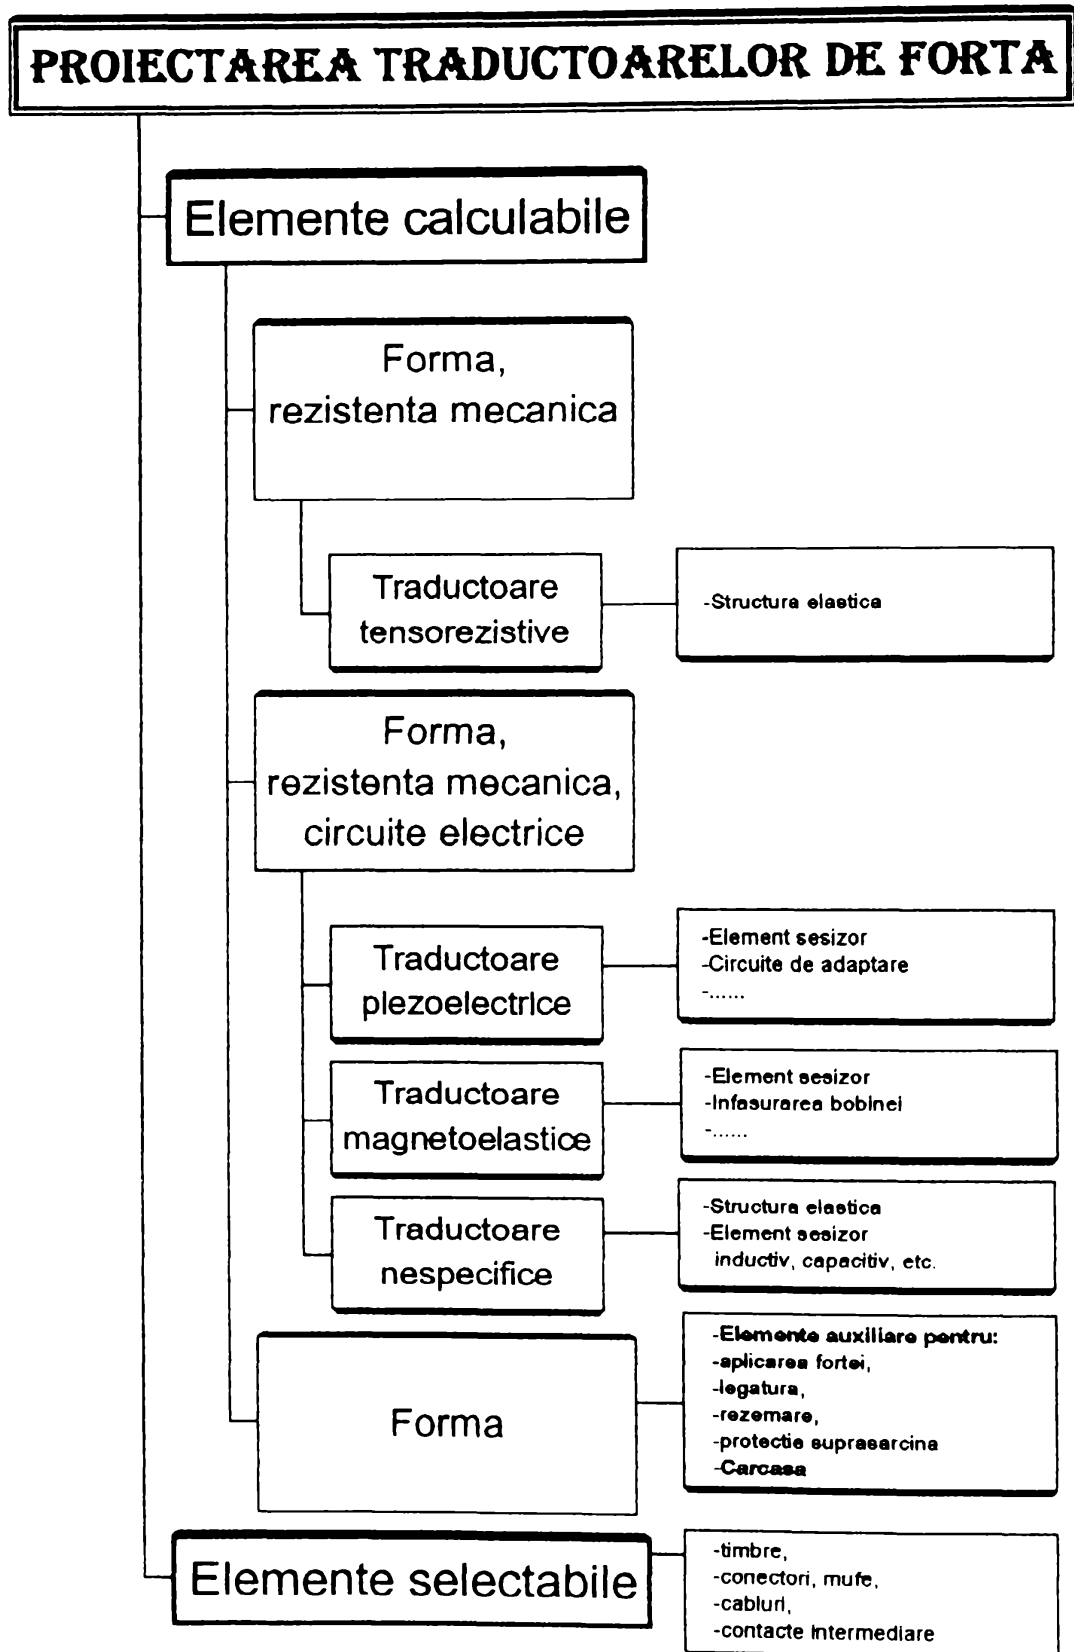 PROIECTAREA TRADUCTOARELOR DE FORTA
Elemente calculabile
Forma,
rezistenta mecanica
Traductoare
tensorezistive
-Structura elastica
Forma,
rezistenta mecanica,
circuite electrice
Traductoare
piezoelectrice
-Element sesizor
-Circuite de adaptare
-......
Traductoare
magnetoelastice
-Element sesizor
-Infasurarea bobinei
-......
Traductoare
nespecifice
-Structura elastica
-Element sesizor
inductiv, capacitiv, etc.
Forma
-Elemente auxiliare pentru:
-aplicarea fortei,
-legatura,
-rezemare,
-protectie suprasarcina
-Carcasa
Elemente selectabile
-timbre,
-conectori, mufe,
-cabluri,
-contacte intermediare